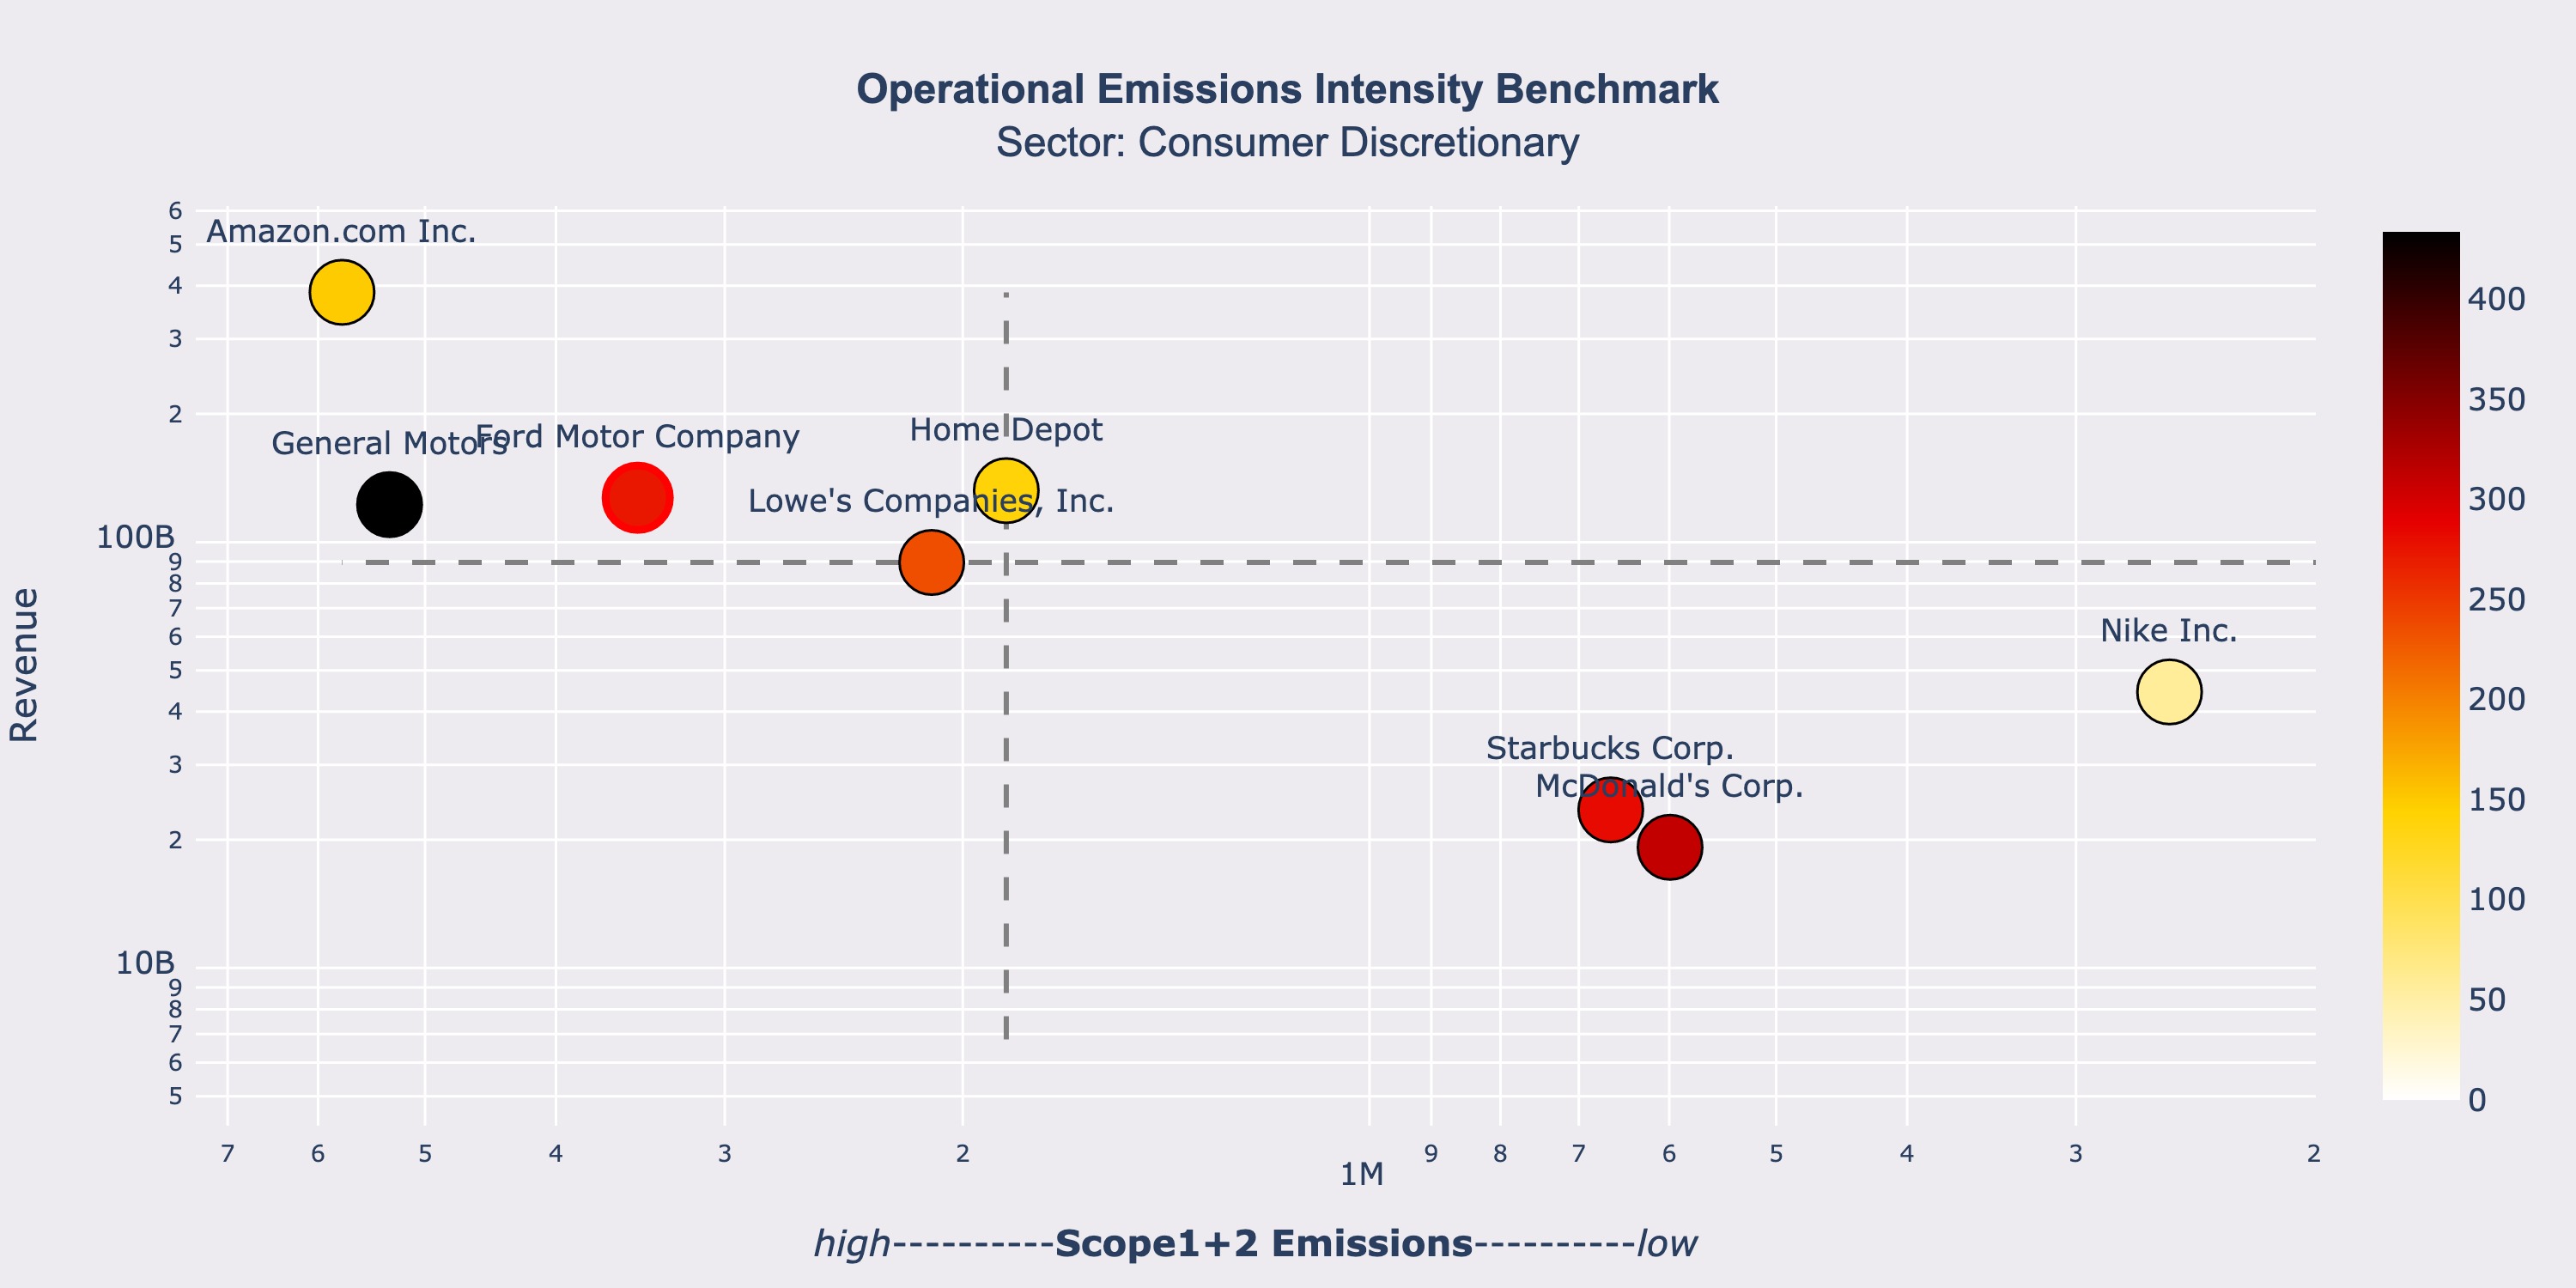 Operational Emissions Intensity Benchmark
Sector: Consumer Discretionary
6
5
4
3
2
100B
9
8
7
6
5
4
3
2
10B
9
8
7
6
5
Revenue
Amazon.com Inc.
General Motors
Ford Motor Company
Home Depot
Lowe's Companies, Inc.
Nike Inc.
Starbucks Corp.
McDonald's Corp.
400
350
300
250
200
150
100
50
0
7 6 5 4 3 2 1M 9 8 7 6 5 4 3 2
high----------Scope1+2 Emissions----------low